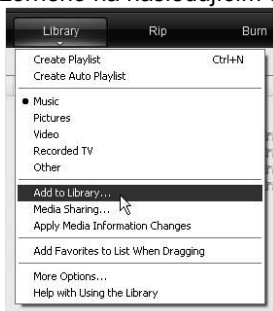 Library Rip Burn
Create Playlist Ctrl+N
Create Auto Playlist
Music
Pictures
Video
Recorded TV
Other
Add to Library...
Media Sharing...
Apply Media Information Changes
Add Favorites to List When Dragging
More Options...
Help with Using the Library